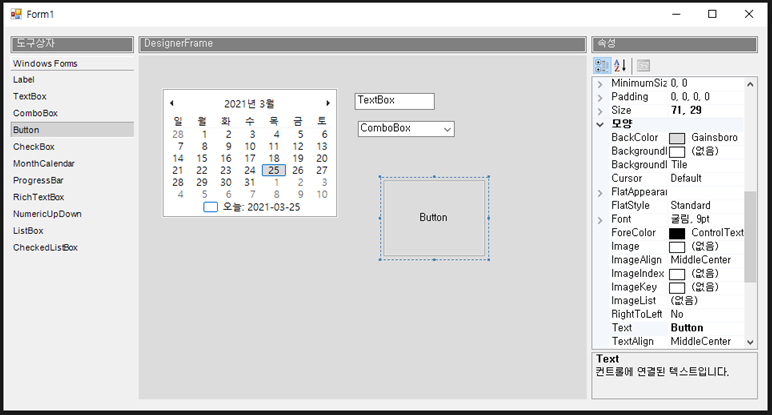 Form1
도구상자
Windows Forms
Label
TextBox
ComboBox
Button
CheckBox
MonthCalendar
ProgressBar
RichTextBox
NumericUpDown
ListBox
CheckedListBox
DesignerFrame
2021년 3월
일 월 화 수 목 금 토
28 1 2 3 4 5 6
7 8 9 10 11 12 13
14 15 16 17 18 19 20
21 22 23 24 25 26 27
28 29 30 31 1 2 3
4 5 6 7 8 9 10
오늘: 2021-03-25
TextBox
ComboBox
Button
속성
MinimumSiz 0, 0
Padding 0, 0, 0, 0
Size 71, 29
모양
BackColor Gainsboro
BackgroundI (없음)
BackgroundI Tile
Cursor Default
FlatAppearar
FlatStyle Standard
Font 굴림, 9pt
ForeColor ControlText
Image (없음)
ImageAlign MiddleCenter
ImageIndex (없음)
ImageKey (없음)
ImageList (없음)
RightToLeft No
Text Button
TextAlign MiddleCenter
Text
컨트롤에 연결된 텍스트입니다.